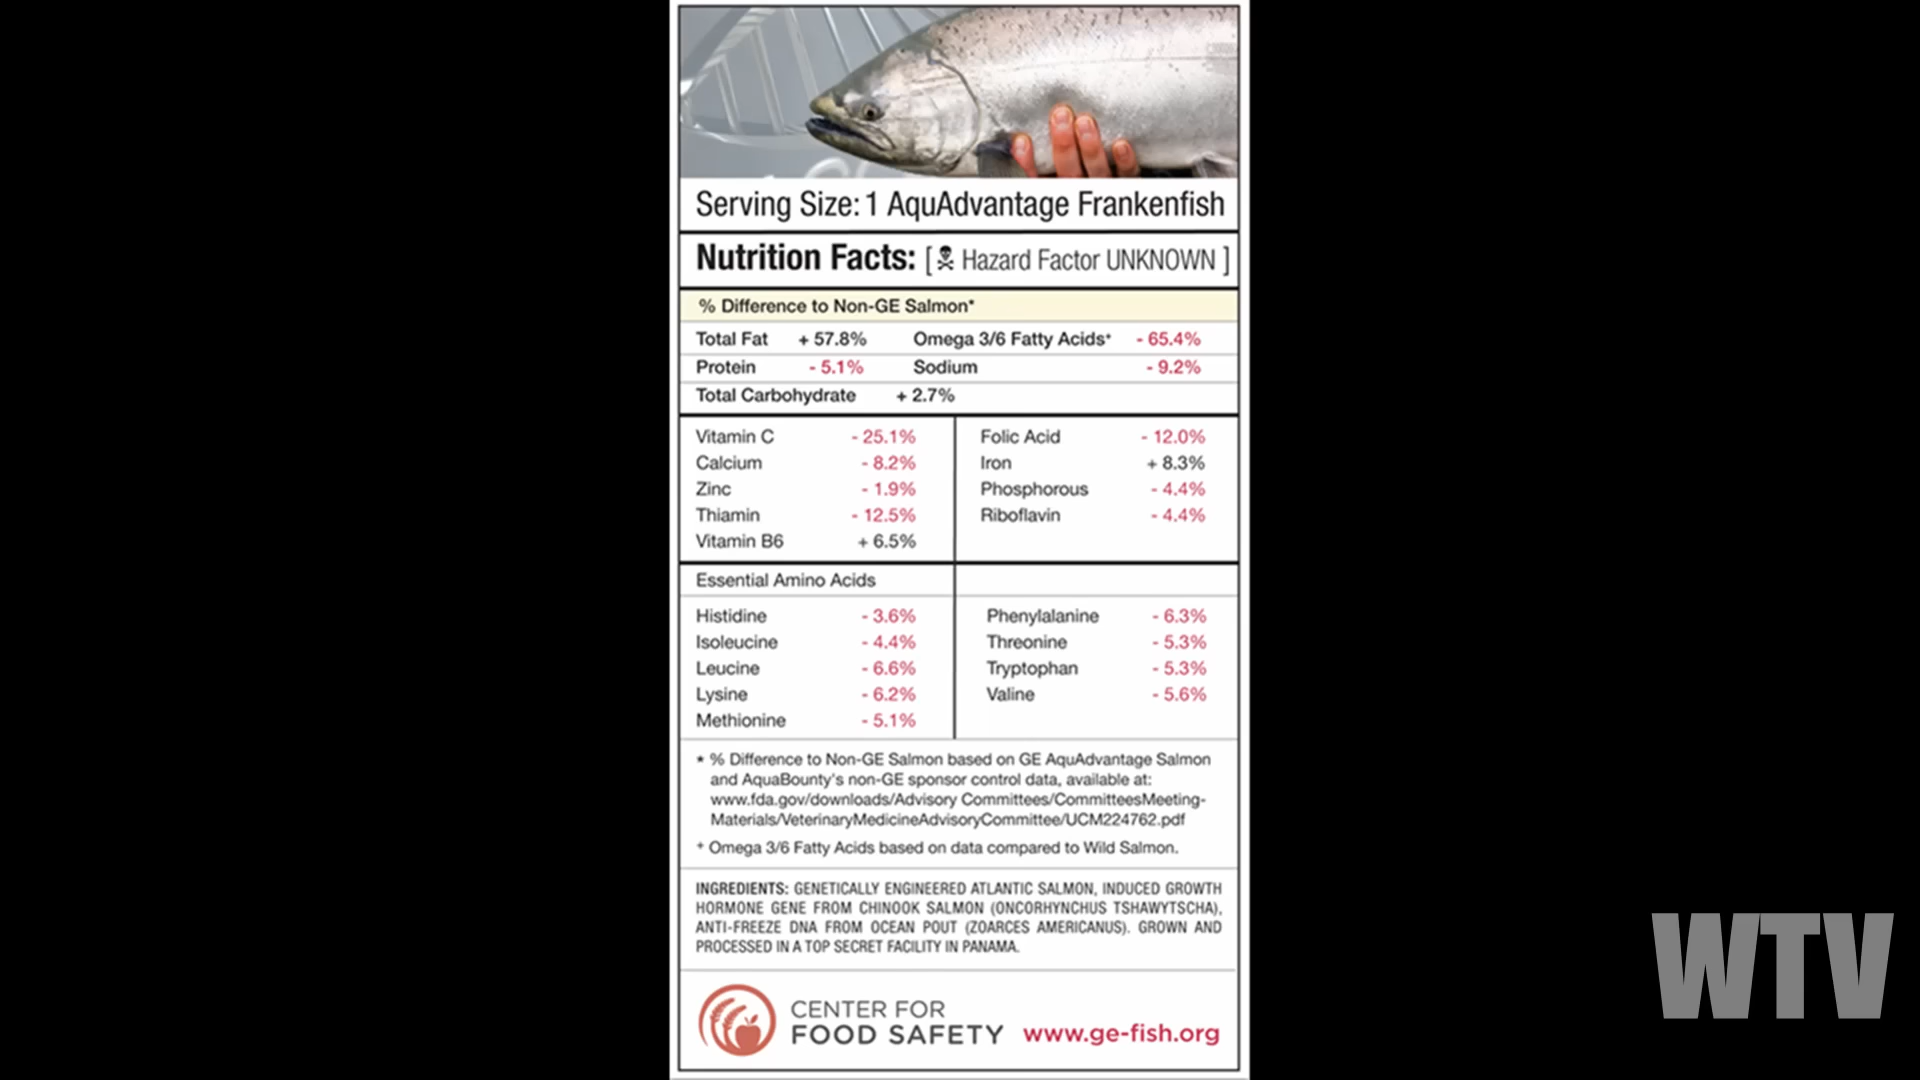 Serving Size: 1 AquAdvantage Frankenfish
Nutrition Facts: [ Hazard Factor UNKNOWN ]
% Difference to Non-GE Salmon*
Total Fat + 57.8% Omega 3/6 Fatty Acids+ - 65.4%
Protein - 5.1% Sodium - 9.2%
Total Carbohydrate + 2.7%
Vitamin C - 25.1% Folic Acid - 12.0%
Calcium - 8.2% Iron + 8.3%
Zinc - 1.9% Phosphorous - 4.4%
Thiamin - 12.5% Riboflavin - 4.4%
Vitamin B6 + 6.5%
Essential Amino Acids
Histidine - 3.6% Phenylalanine - 6.3%
Isoleucine - 4.4% Threonine - 5.3%
Leucine - 6.6% Tryptophan - 5.3%
Lysine - 6.2% Valine - 5.6%
Methionine - 5.1%
* % Difference to Non-GE Salmon based on GE AquAdvantage Salmon
and AquaBounty's non-GE sponsor control data, available at:
www.fda.gov/downloads/Advisory Committees/CommitteesMeeting-
Materials/VeterinaryMedicineAdvisoryCommittee/UCM224762.pdf
+ Omega 3/6 Fatty Acids based on data compared to Wild Salmon.
INGREDIENTS: GENETICALLY ENGINEERED ATLANTIC SALMON, INDUCED GROWTH
HORMONE GENE FROM CHINOOK SALMON (ONCORHYNCHUS TSHAWYTSCHA),
ANTI-FREEZE DNA FROM OCEAN POUT (ZOARCES AMERICANUS). GROWN AND
PROCESSED IN A TOP SECRET FACILITY IN PANAMA.
CENTER FOR
FOOD SAFETY www.ge-fish.org
WTV